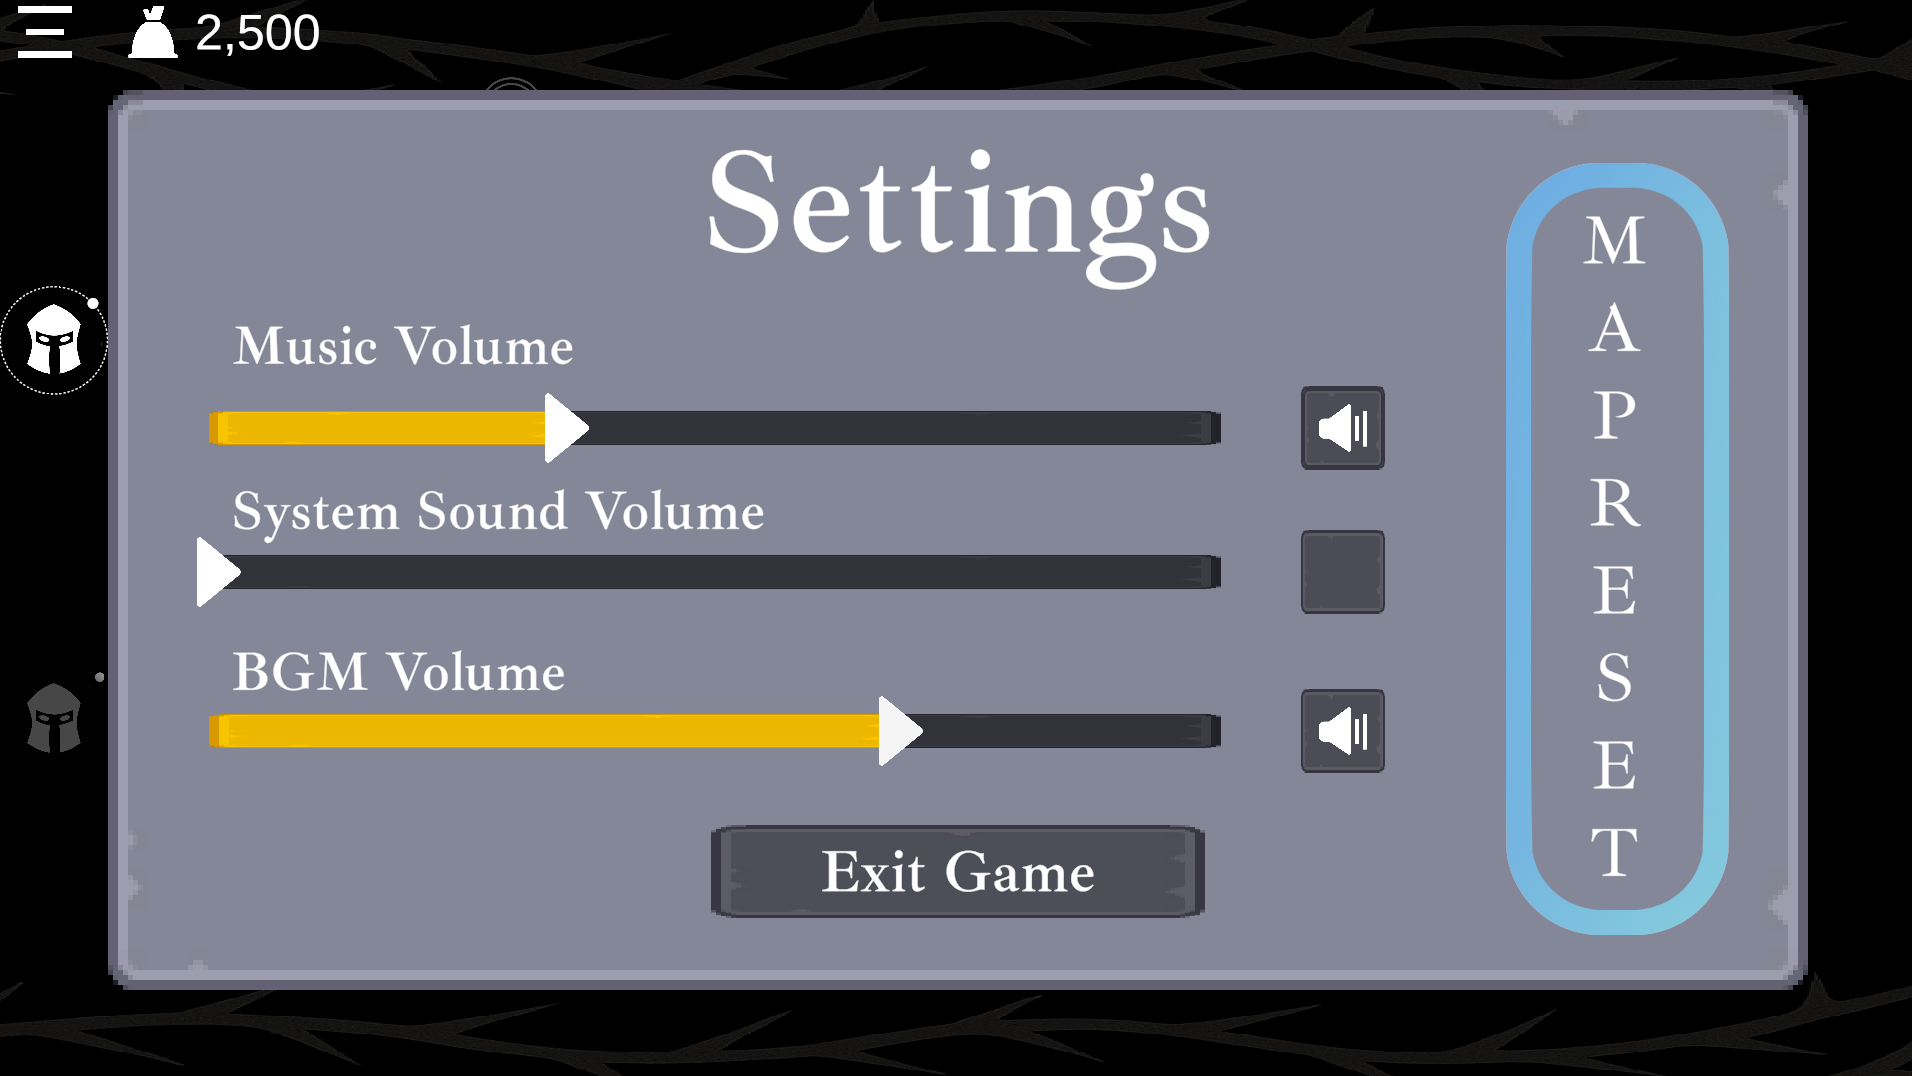 2,500
Settings
Music Volume
System Sound Volume
BGM Volume
Exit Game
M
A
P
R
E
S
E
T